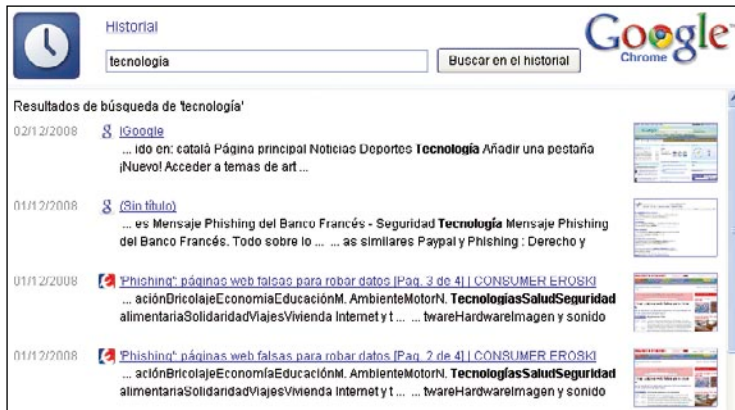 Historial
Google
Chrome
tecnologia
Buscar en el historial
Resultados de búsqueda de 'tecnología'
02/12/2008 iGoogle
... ido en: català Página principal Noticias Deportes Tecnología Añadir una pestaña
¡Nuevo! Acceder a temas de art ...
01/12/2008 (Sin título)
... es Mensaje Phishing del Banco Francés - Seguridad Tecnología Mensaje Phishing
del Banco Francés. Todo sobre lo ... ... as similares Paypal y Phishing : Derecho y
01/12/2008 'Phishing': páginas web falsas para robar datos [Pag. 3 de 4] | CONSUMER EROSKI
... aciónBricolajeEconomíaEducaciónM. AmbienteMotorN. TecnologíasSaludSeguridad
alimentariaSolidaridadViajesVivienda Internet y t ... ... twareHardwareImagen y sonido
01/12/2008 'Phishing': páginas web falsas para robar datos [Pag. 2 de 4] | CONSUMER EROSKI
... aciónBricolajeEconomíaEducaciónM. AmbienteMotorN. TecnologíasSaludSeguridad
alimentariaSolidaridadViajesVivienda Internet y t ... ... twareHardwareImagen y sonido